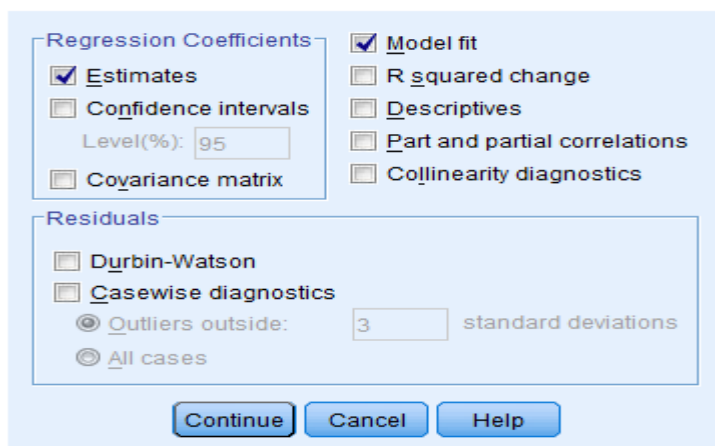 Regression Coefficients
Estimates
Confidence intervals
Level(%): 95
Covariance matrix
Model fit
R squared change
Descriptives
Part and partial correlations
Collinearity diagnostics
Residuals
Durbin-Watson
Casewise diagnostics
Outliers outside: 3 standard deviations
All cases
Continue Cancel Help